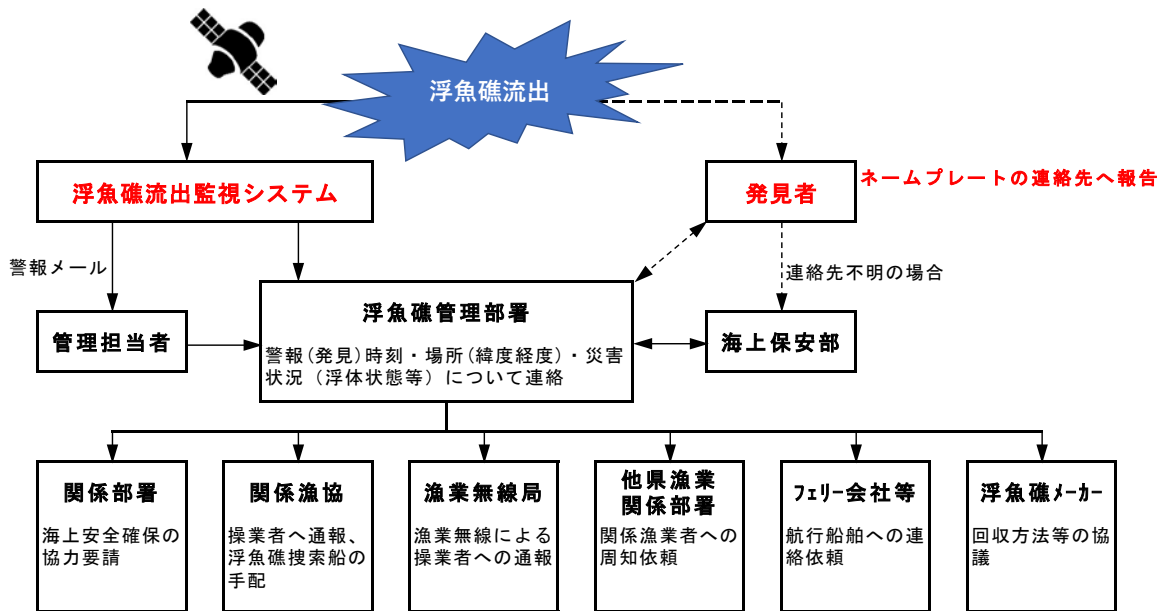 浮魚礁流出
浮魚礁流出監視システム
発見者
ネームプレートの連絡先へ報告
警報メール
連絡先不明の場合
管理担当者
浮魚礁管理部署
警報(発見)時刻・場所(緯度経度)・災害
状況（浮体状態等）について連絡
海上保安部
関係部署
海上安全確保の
協力要請
関係漁協
操業者へ通報、
浮魚礁捜索船の
手配
漁業無線局
漁業無線による
操業者への通報
他県漁業
関係部署
関係漁業者への
周知依頼
ﾌｪﾘｰ会社等
航行船舶への連
絡依頼
浮魚礁ﾒｰｶｰ
回収方法等の協
議